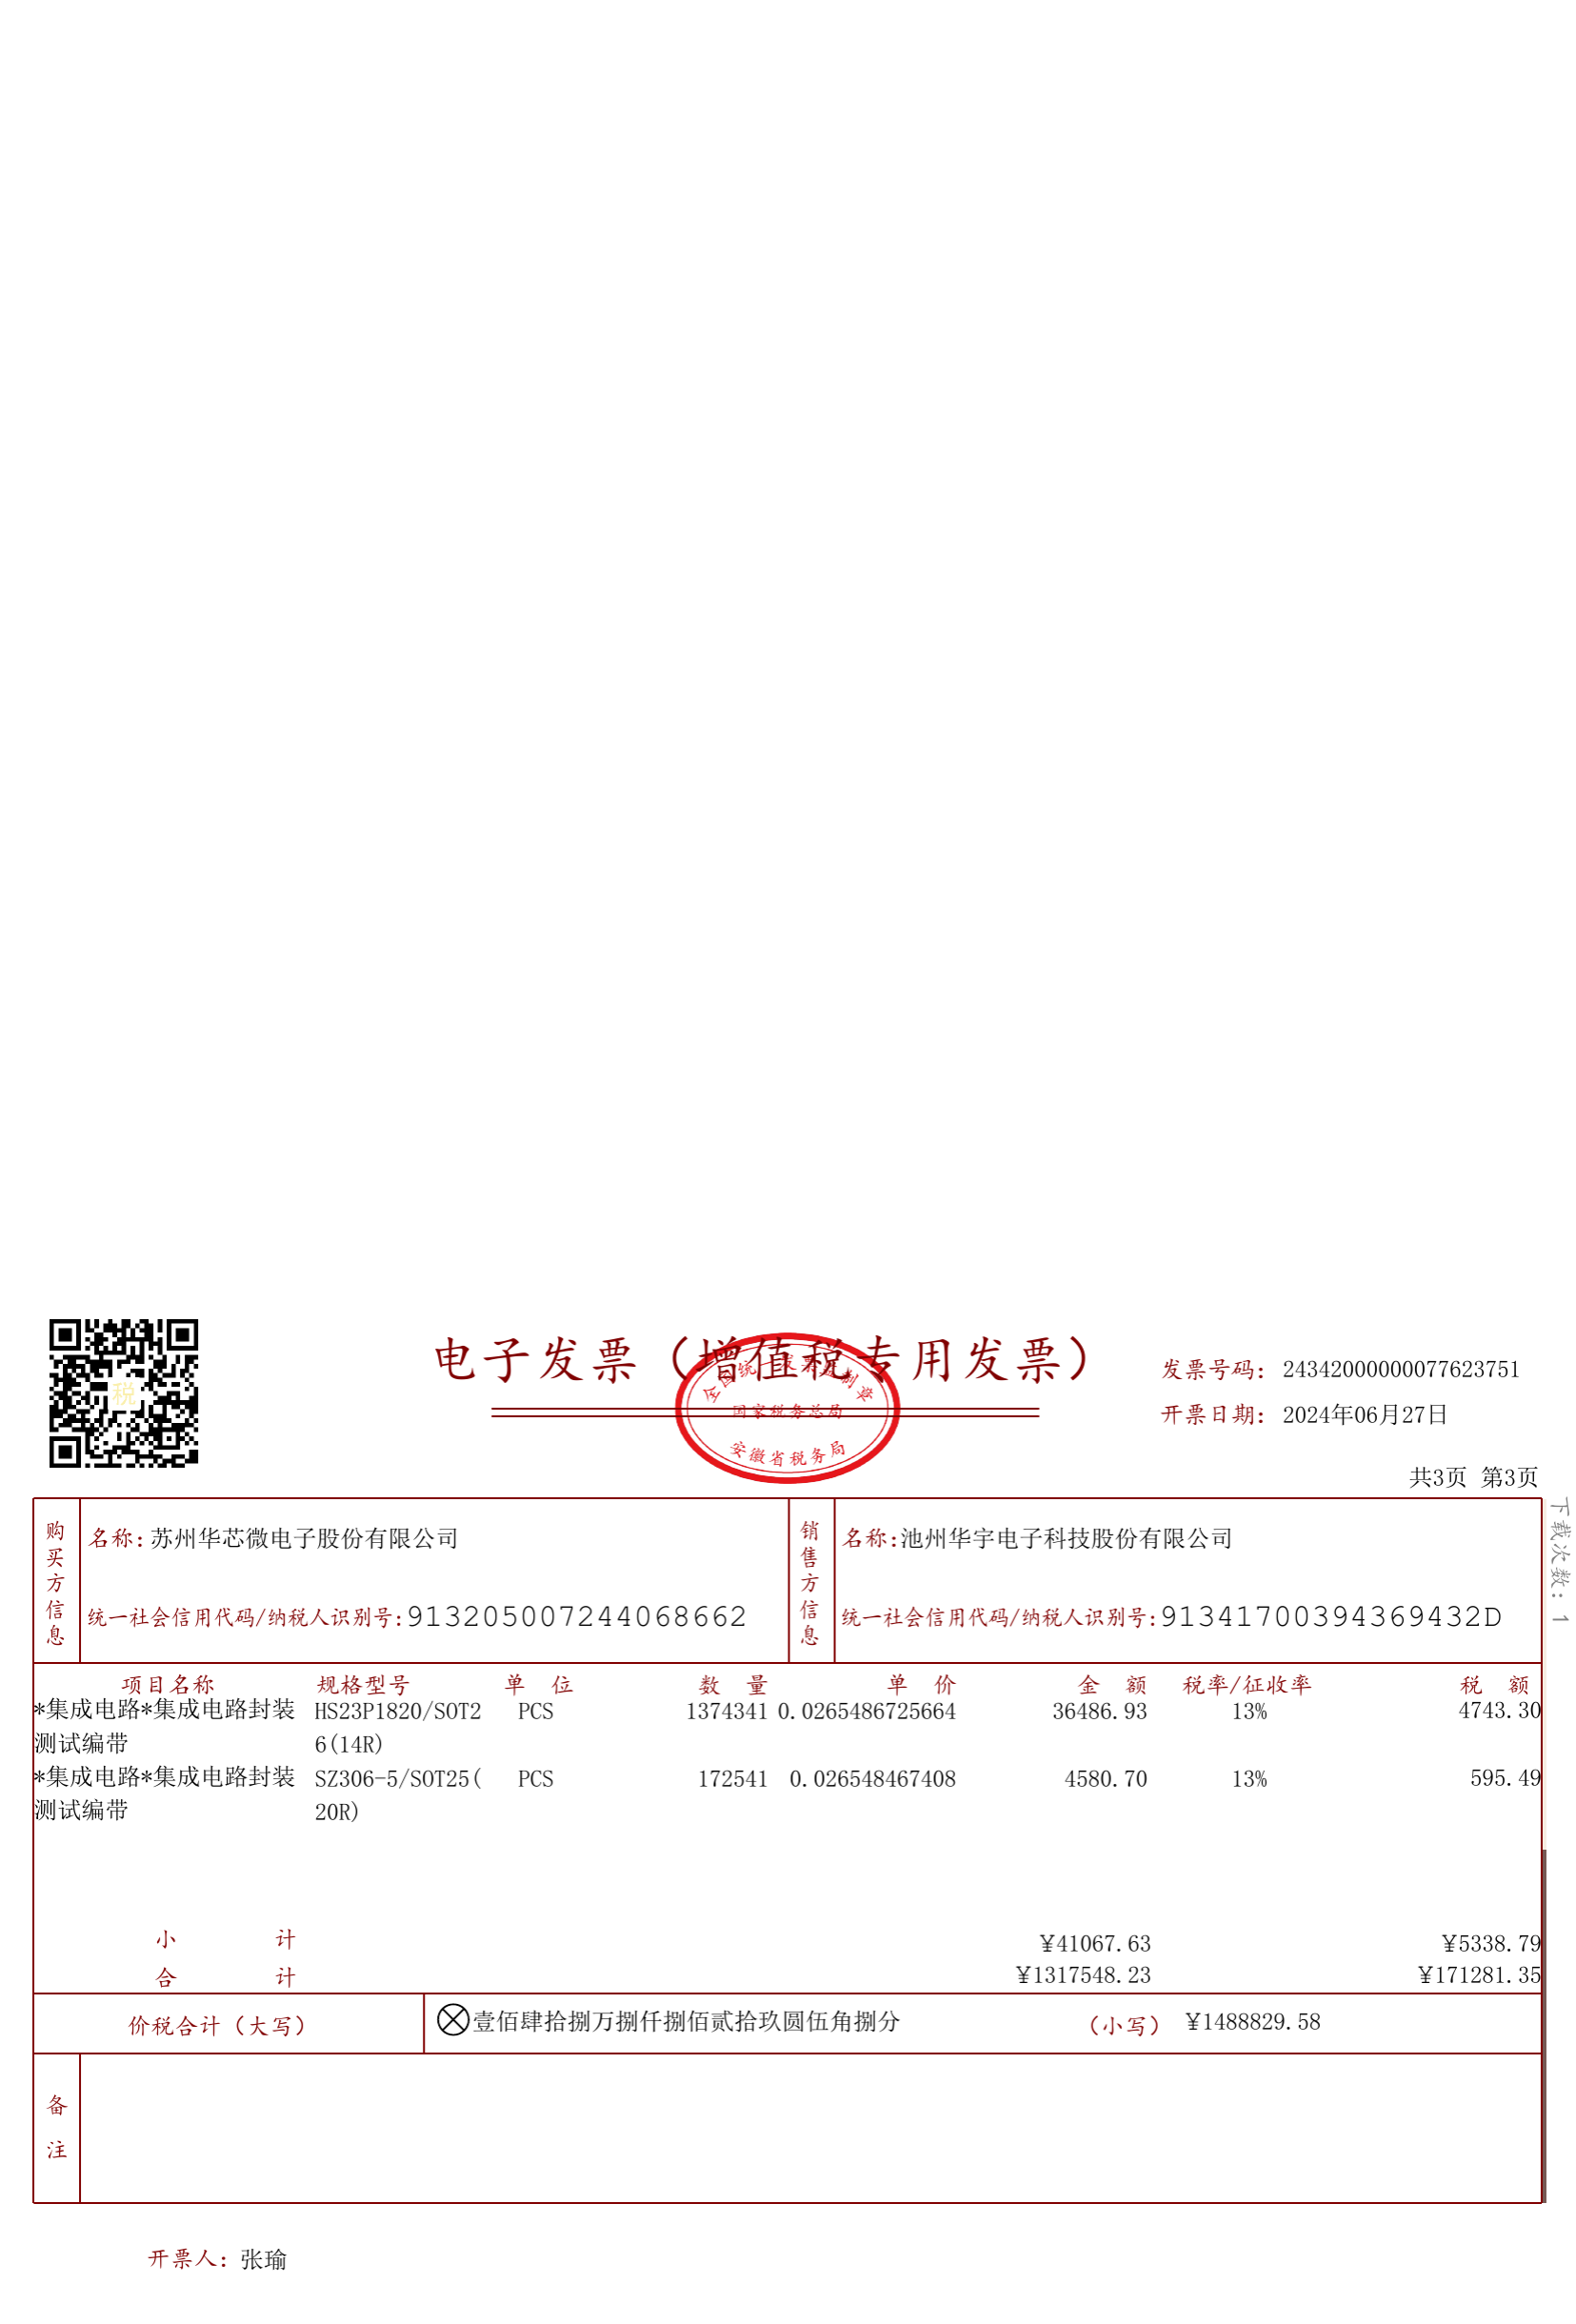 电子发票（增值税专用发票）
全国统一发票监制章
国家税务总局
安徽省税务局
税
发票号码：24342000000077623751
开票日期：2024年06月27日
共3页 第3页
下载次数：1
购买方信息
名称：苏州华芯微电子股份有限公司
统一社会信用代码/纳税人识别号：913205007244068662
销售方信息
名称：池州华宇电子科技股份有限公司
统一社会信用代码/纳税人识别号：91341700394369432D
项目名称 规格型号 单位 数量 单价 金额 税率/征收率 税额
*集成电路*集成电路封装 HS23P1820/SOT2 PCS 1374341 0.0265486725664 36486.93 13% 4743.30
测试编带 6(14R)
*集成电路*集成电路封装 SZ306-5/SOT25( PCS 172541 0.026548467408 4580.70 13% 595.49
测试编带 20R)
小计 ¥41067.63 ¥5338.79
合计 ¥1317548.23 ¥171281.35
价税合计（大写） ⊗壹佰肆拾捌万捌仟捌佰贰拾玖圆伍角捌分 （小写） ¥1488829.58
备注
开票人：张瑜